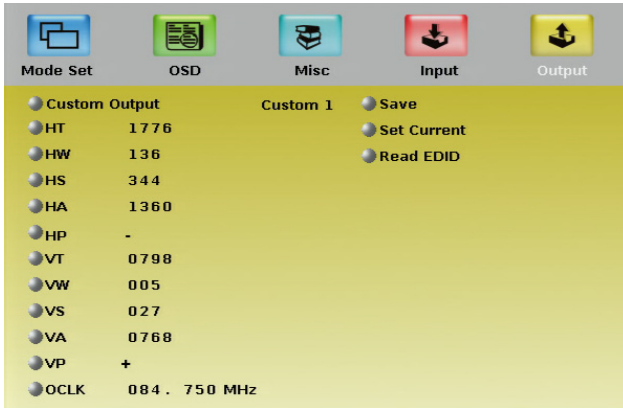 Mode Set OSD Misc Input Output
Custom Output Custom 1 Save
HT 1776 Set Current
HW 136 Read EDID
HS 344
HA 1360
HP -
VT 0798
VW 005
VS 027
VA 0768
VP +
OCLK 084. 750 MHz